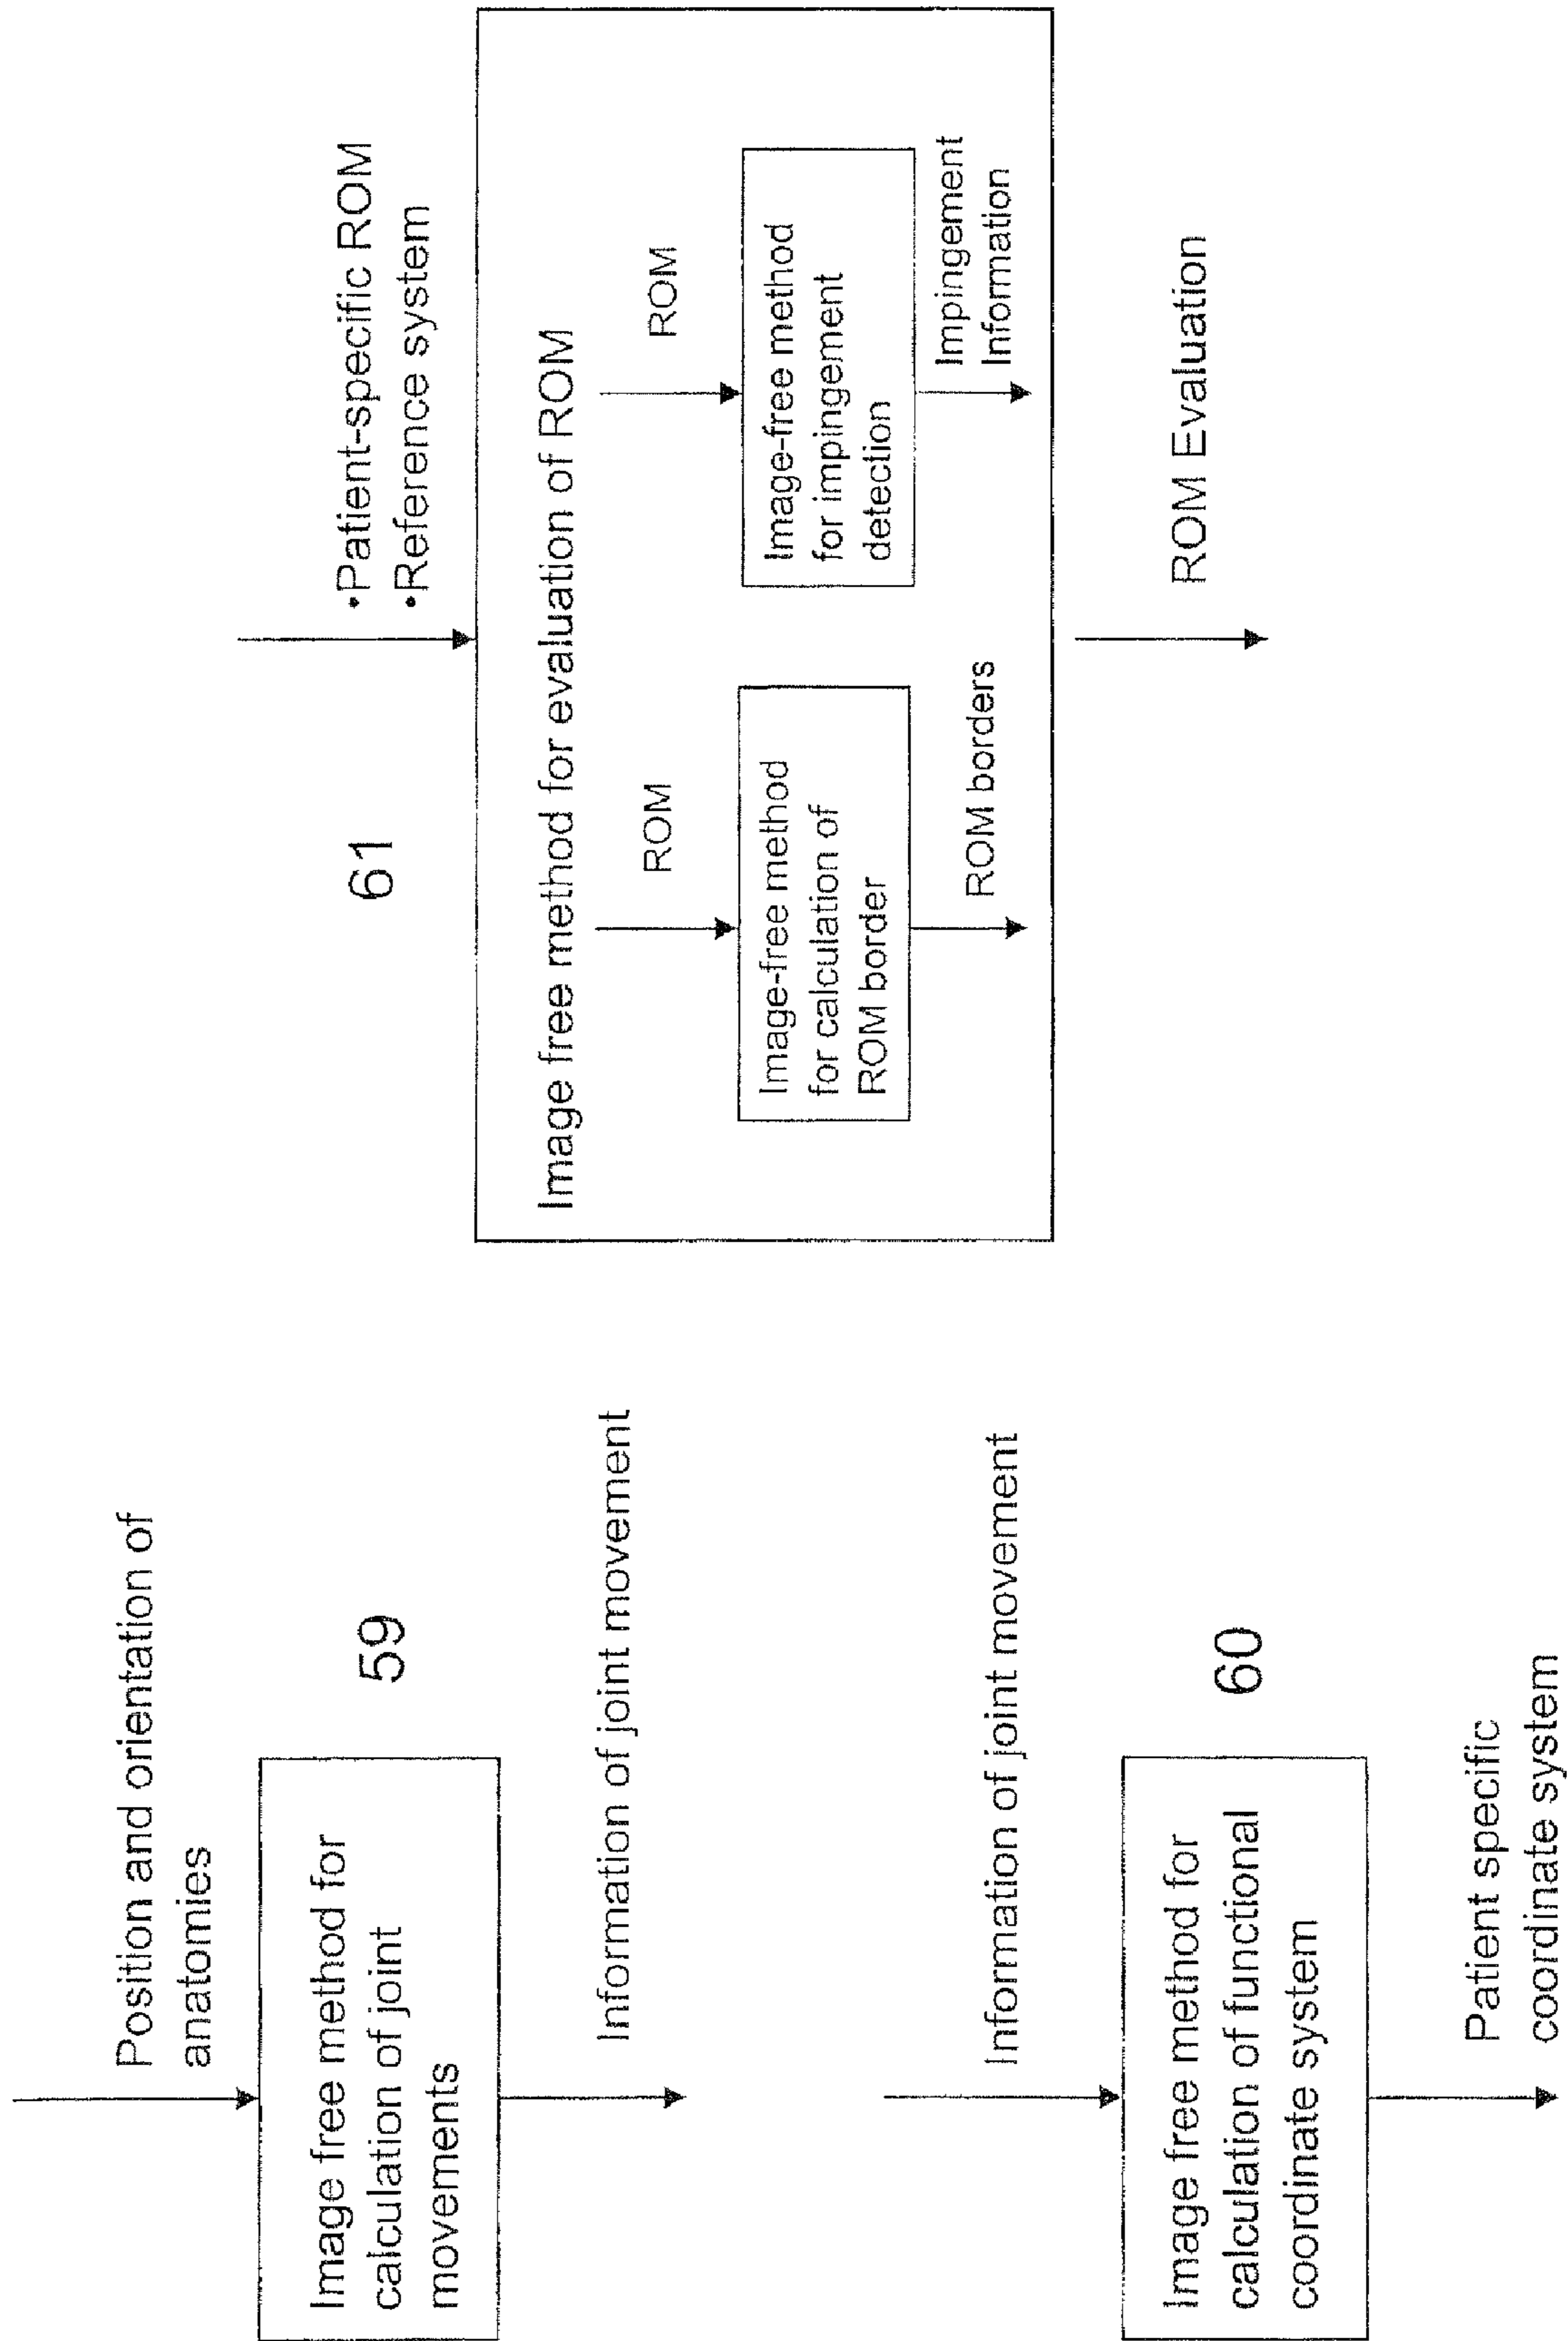 Position and orientation of
anatomies
Image free method for
calculation of joint
movements
59
Information of joint movement
Information of joint movement
Image free method for
calculation of functional
coordinate system
60
Patient specific
coordinate system
61
•Patient-specific ROM
•Reference system
Image free method for evaluation of ROM
ROM
Image-free method
for calculation of
ROM border
ROM borders
ROM
Image-free method
for impingement
detection
Impingement
Information
ROM Evaluation